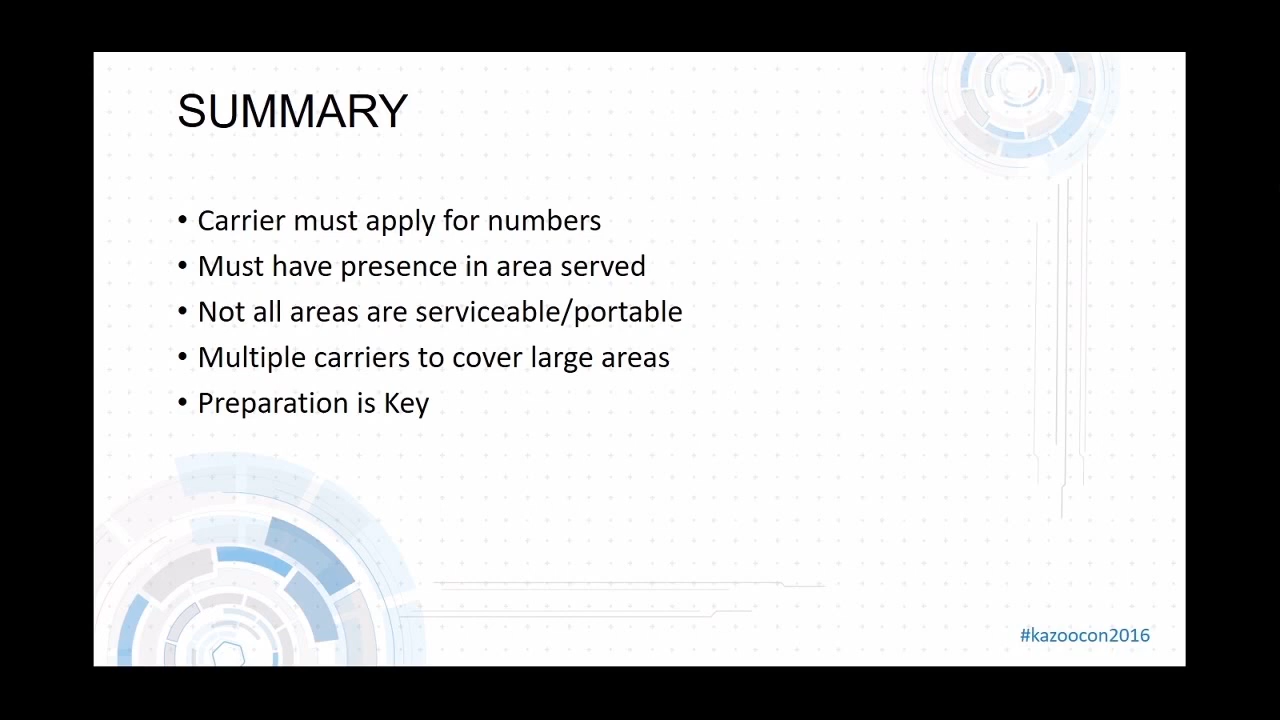 SUMMARY
• Carrier must apply for numbers
• Must have presence in area served
• Not all areas are serviceable/portable
• Multiple carriers to cover large areas
• Preparation is Key
#kazoocon2016